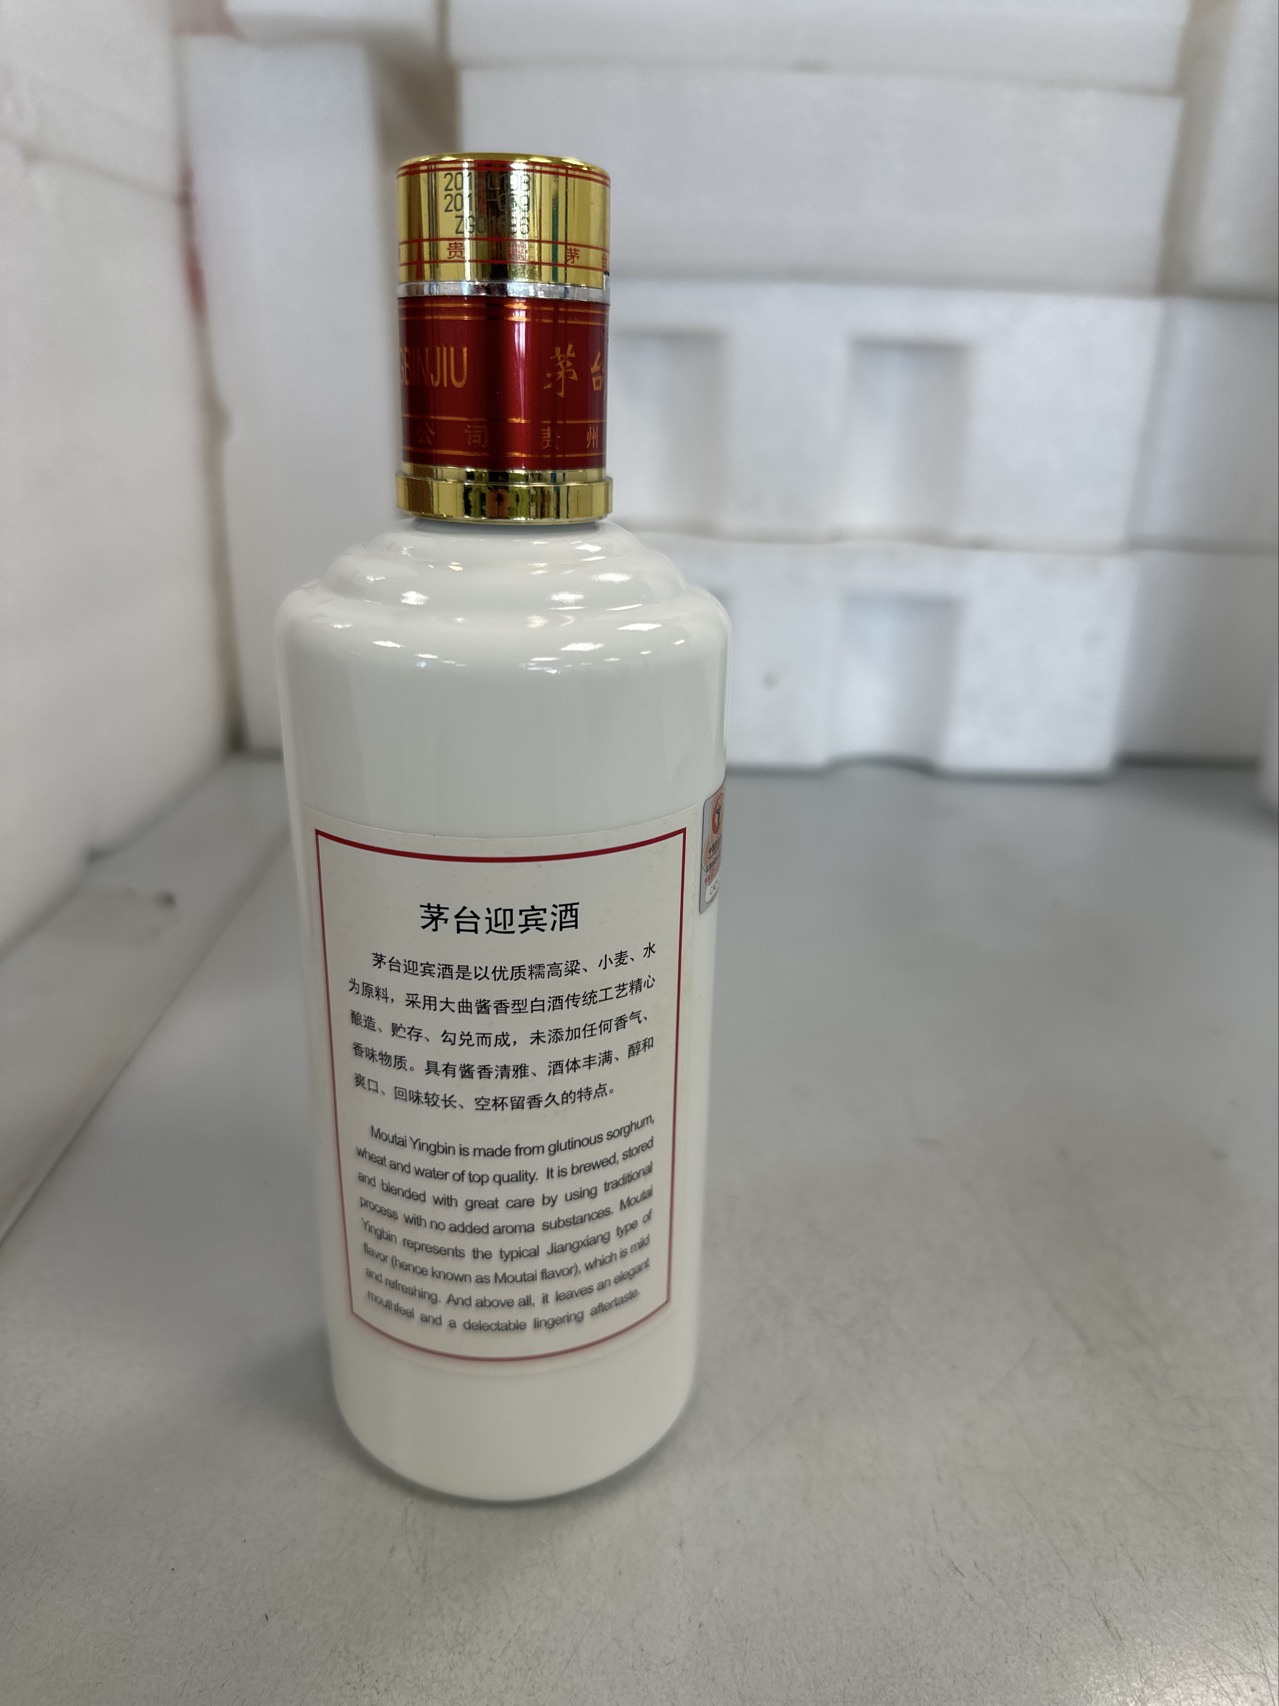 贵
茅台
BINJIU 茅台
公司 贵州
茅台迎宾酒
茅台迎宾酒是以优质糯高粱、小麦、水
为原料，采用大曲酱香型白酒传统工艺精心
酿造、贮存、勾兑而成，未添加任何香气、
香味物质。具有酱香清雅、酒体丰满、醇和
爽口、回味较长、空杯留香久的特点。
Moutai Yingbin is made from glutinous sorghum,
wheat and water of top quality. It is brewed, stored
and blended with great care by using traditional
process with no added aroma substances. Moutai
Yingbin represents the typical Jiangxiang type of
flavor (hence known as Moutai flavor), which is mild
and refreshing. And above all, it leaves an elegant
mouthfeel and a delectable lingering aftertaste.